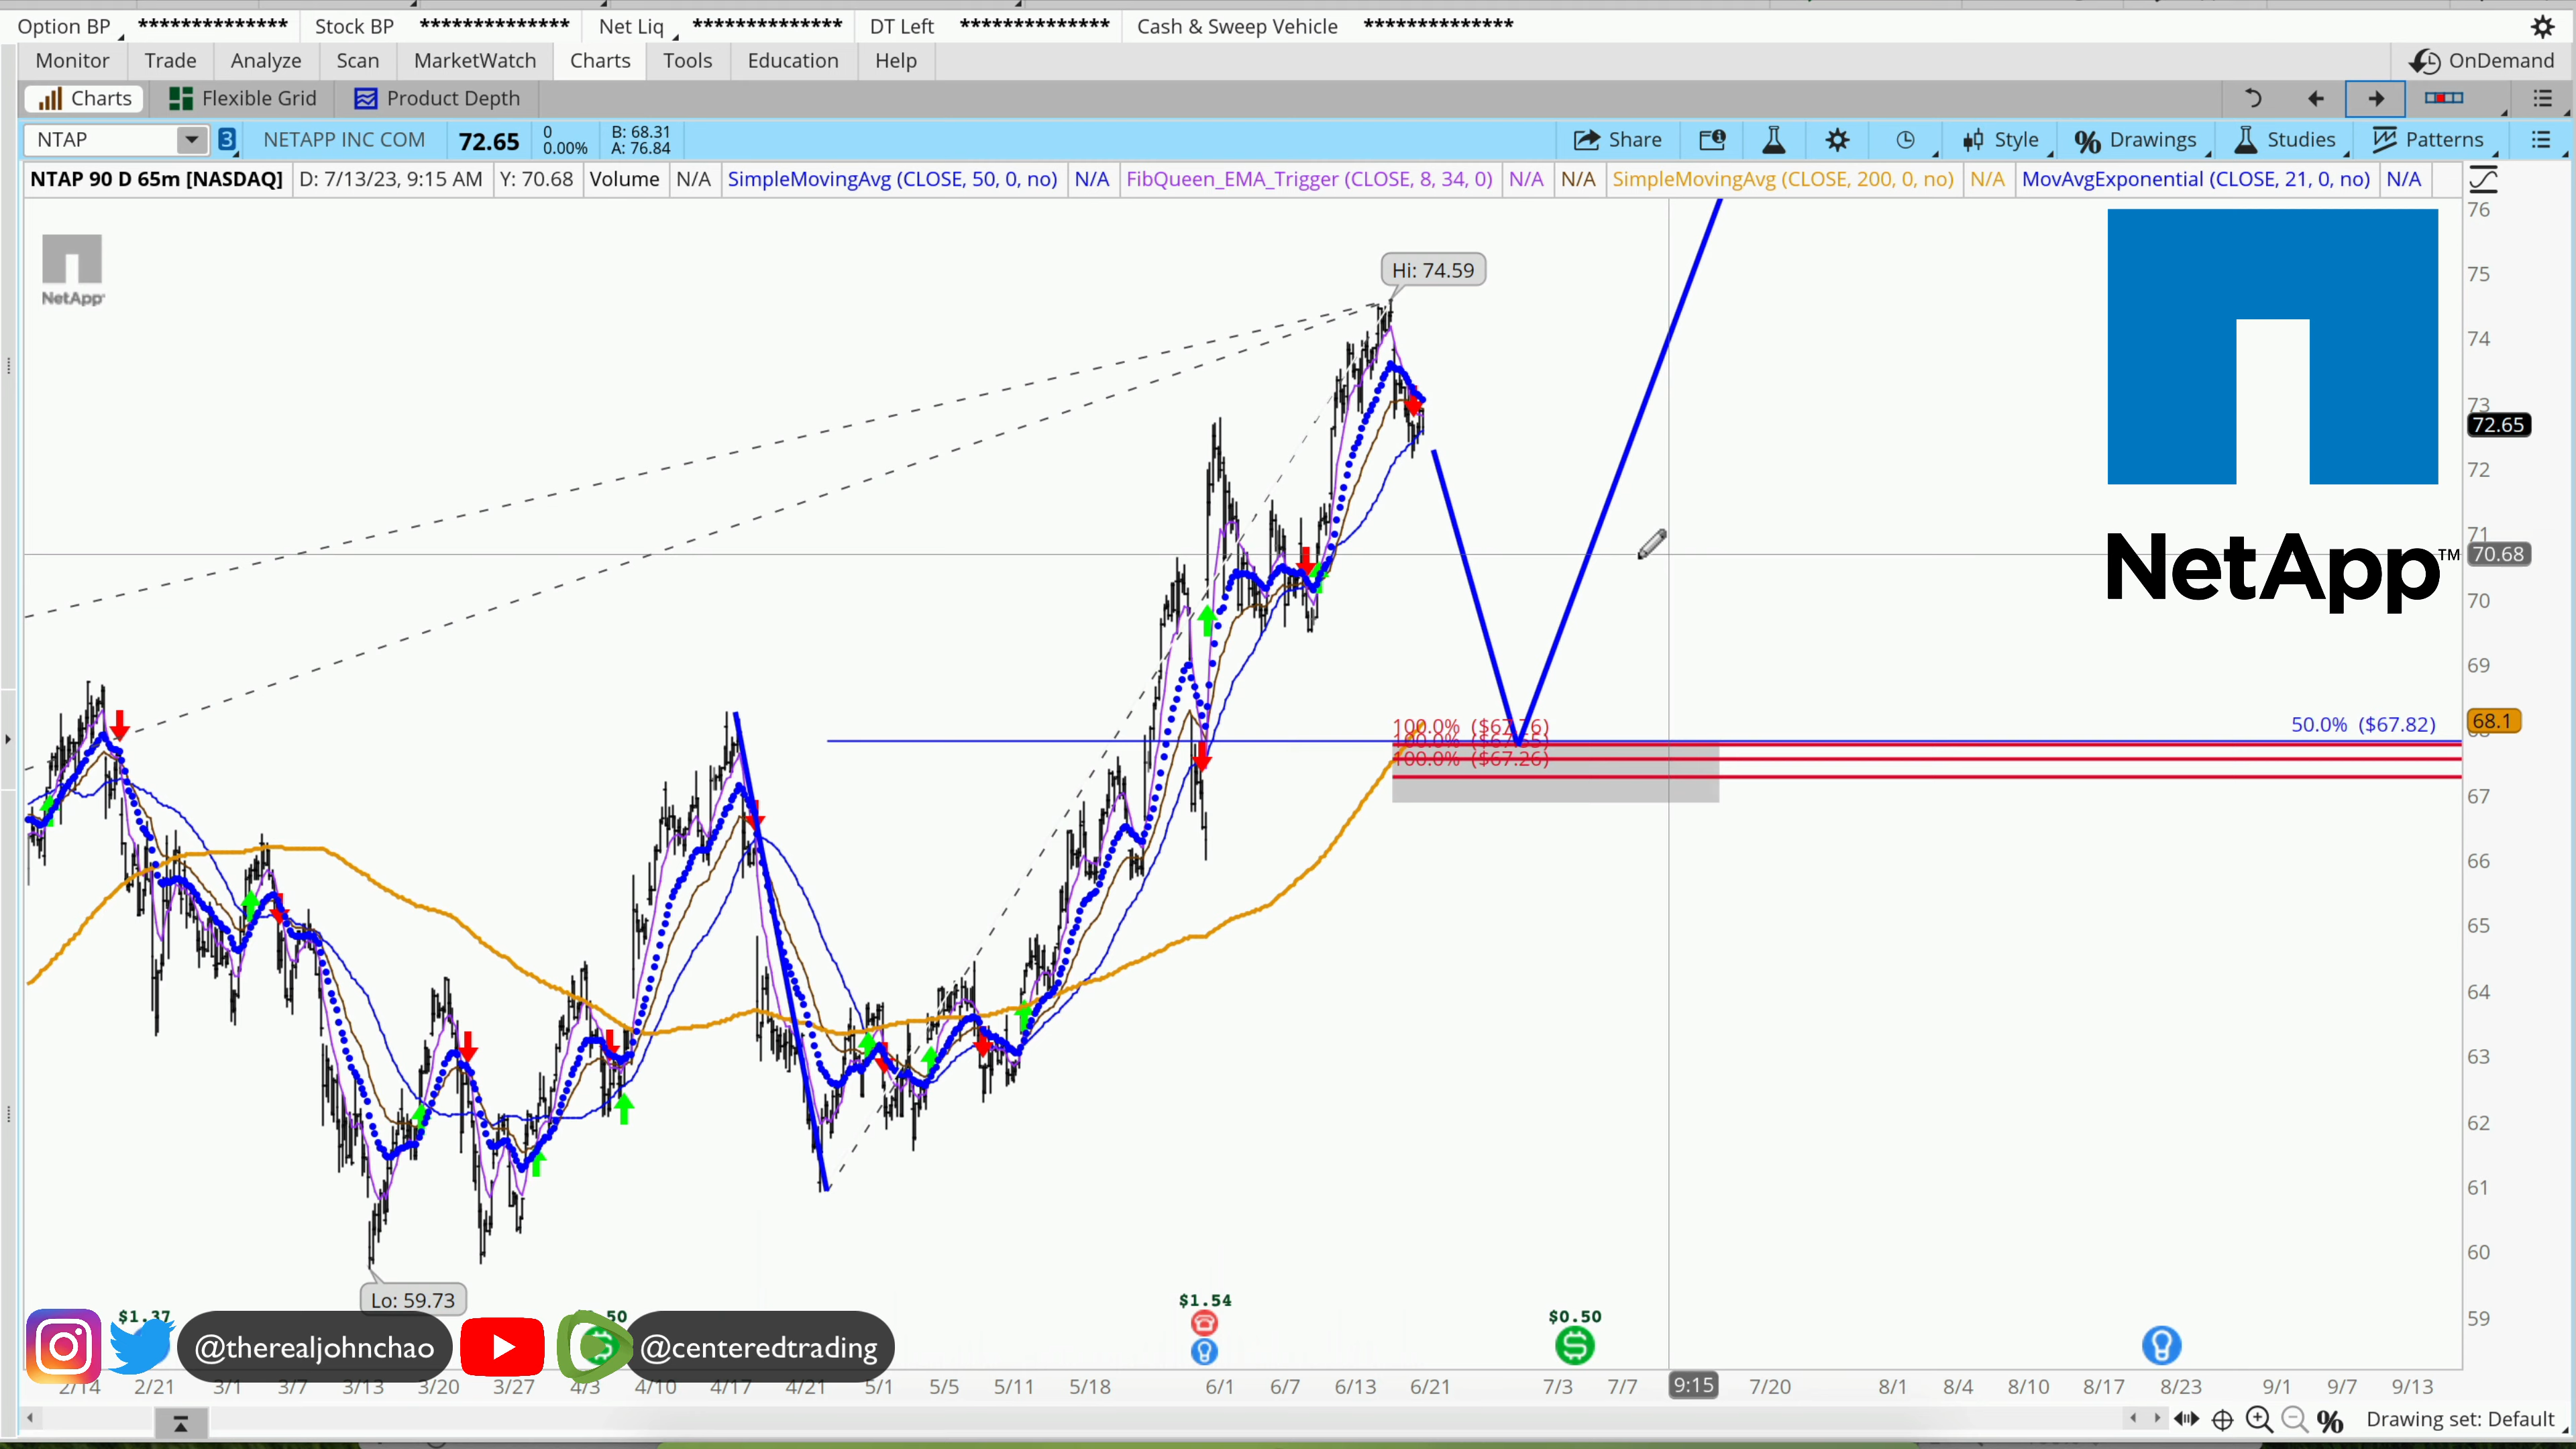 Option BP ************** Stock BP ************** Net Liq ************** DT Left ************** Cash & Sweep Vehicle **************
Monitor Trade Analyze Scan MarketWatch Charts Tools Education Help OnDemand
Charts Flexible Grid Product Depth
NTAP 3 NETAPP INC COM 72.65 0 B: 68.31 Share Style % Drawings Studies Patterns
0.00% A: 76.84
NTAP 90 D 65m [NASDAQ] D: 7/13/23, 9:15 AM Y: 70.68 Volume N/A SimpleMovingAvg (CLOSE, 50, 0, no) N/A FibQueen_EMA_Trigger (CLOSE, 8, 34, 0) N/A N/A SimpleMovingAvg (CLOSE, 200, 0, no) N/A MovAvgExponential (CLOSE, 21, 0, no) N/A
76
NetApp
Hi: 74.59
75
74
73
72.65
72
71
70.68
NetApp™
70
69
100.0% ($67.26)
50.0% ($67.82)
68.1
67
66
65
64
63
62
61
60
59
Lo: 59.73
$1.37
$1.54
$0.50
@therealjohnchao
@centeredtrading
2/14 2/21 3/1 3/7 3/13 3/20 3/27 4/3 4/10 4/17 4/21 5/1 5/5 5/11 5/18 6/1 6/7 6/13 6/21 7/3 7/7 9:15 7/20 8/1 8/4 8/10 8/17 8/23 9/1 9/7 9/13
% Drawing set: Default